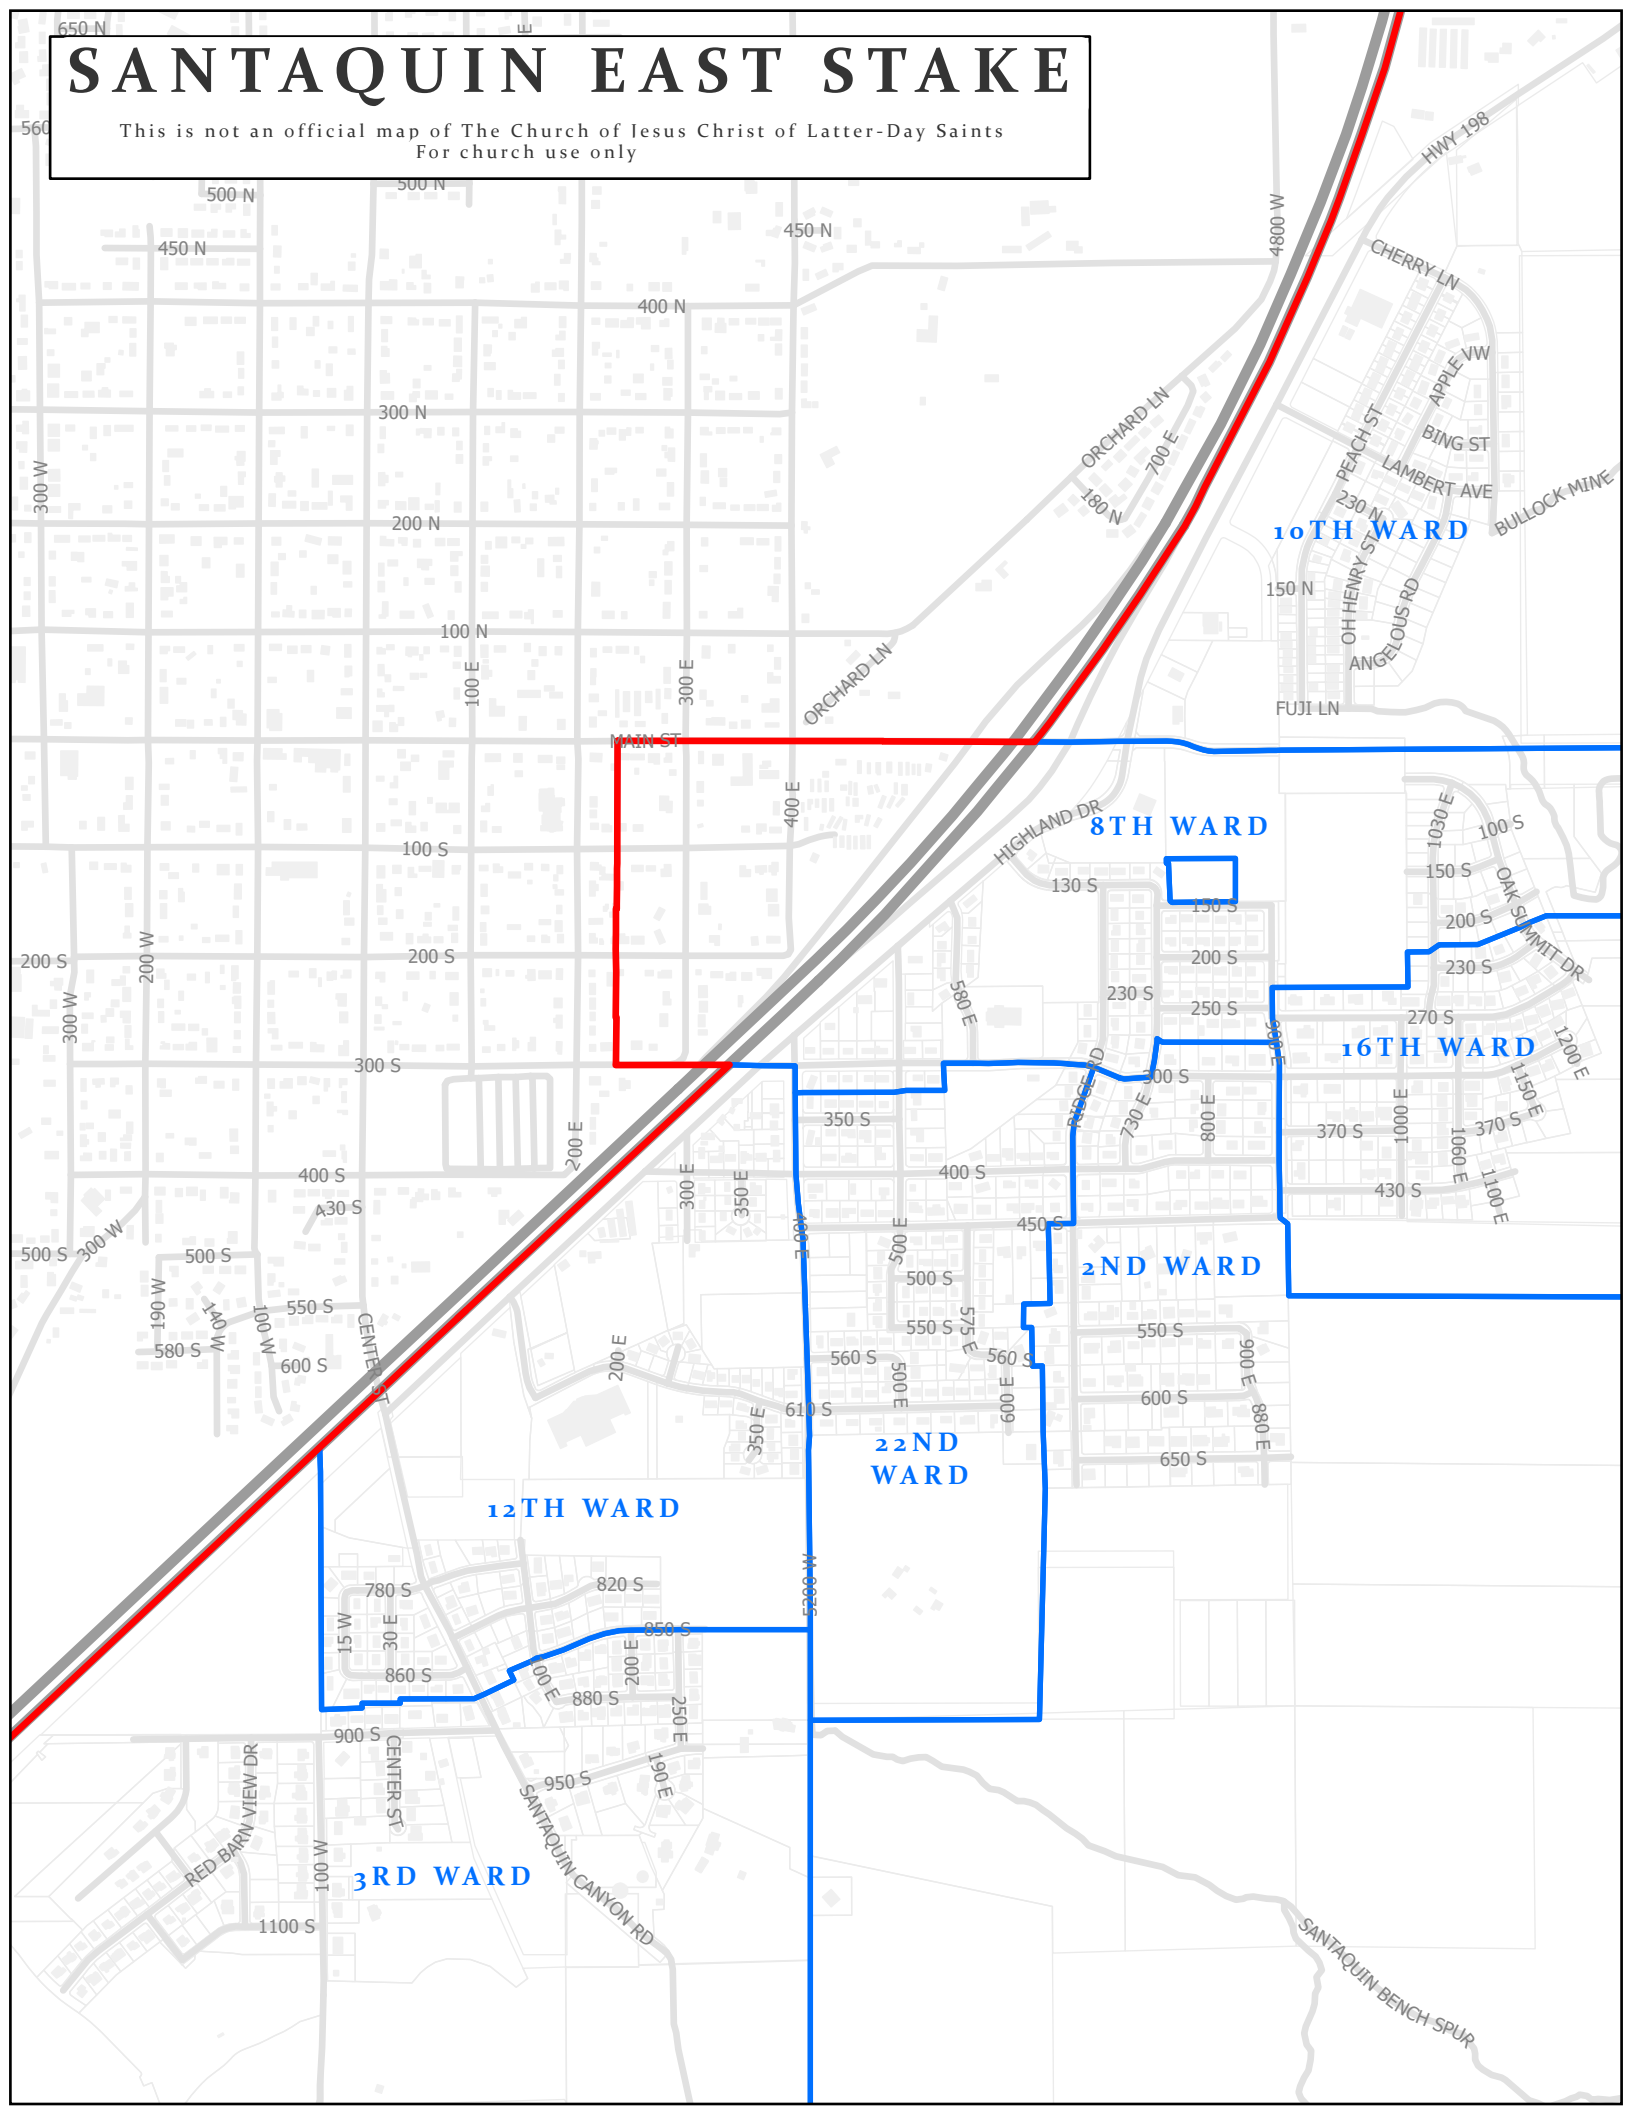 650 N
E
SANTAQUIN EAST STAKE
This is not an official map of The Church of Jesus Christ of Latter-Day Saints
For church use only
560
500 N
500 N
450 N
450 N
4800 W
HWY 198
CHERRY LN
400 N
300 N
300 W
200 N
ORCHARD LN
700 E
180 N
APPLE VW
PEACH ST
BING ST
LAMBERT AVE
BULLOCK MINE
230 N
10TH WARD
150 N
OH HENRY ST
ANGELOUS RD
FUJI LN
100 N
100 E
300 E
ORCHARD LN
MAIN ST
400 E
100 S
HIGHLAND DR
8TH WARD
1030 E
100 S
130 S
150 S
150 S
OAK SUMMIT DR
200 S
200 S
200 W
200 S
200 S
230 S
230 S
580 E
250 S
270 S
300 W
900 E
16TH WARD
1200 E
300 S
RIDGE RD
300 S
1150 E
350 S
730 E
800 E
370 S
1000 E
370 S
1060 E
200 E
400 S
300 E
350 E
400 S
430 S
1100 E
430 S
400 E
500 E
450 S
500 S
300 W
500 S
2ND WARD
500 S
190 W
140 W
100 W
550 S
CENTER ST
550 S
575 E
550 S
580 S
600 S
200 E
560 S
560 S
500 E
600 E
900 E
600 S
610 S
350 E
880 E
650 S
22ND
WARD
12TH WARD
5200 W
780 S
820 S
15 W
30 E
850 S
860 S
100 E
200 E
880 S
250 E
900 S
CENTER ST
RED BARN VIEW DR
950 S
190 E
SANTAQUIN CANYON RD
100 W
3RD WARD
1100 S
SANTAQUIN BENCH SPUR